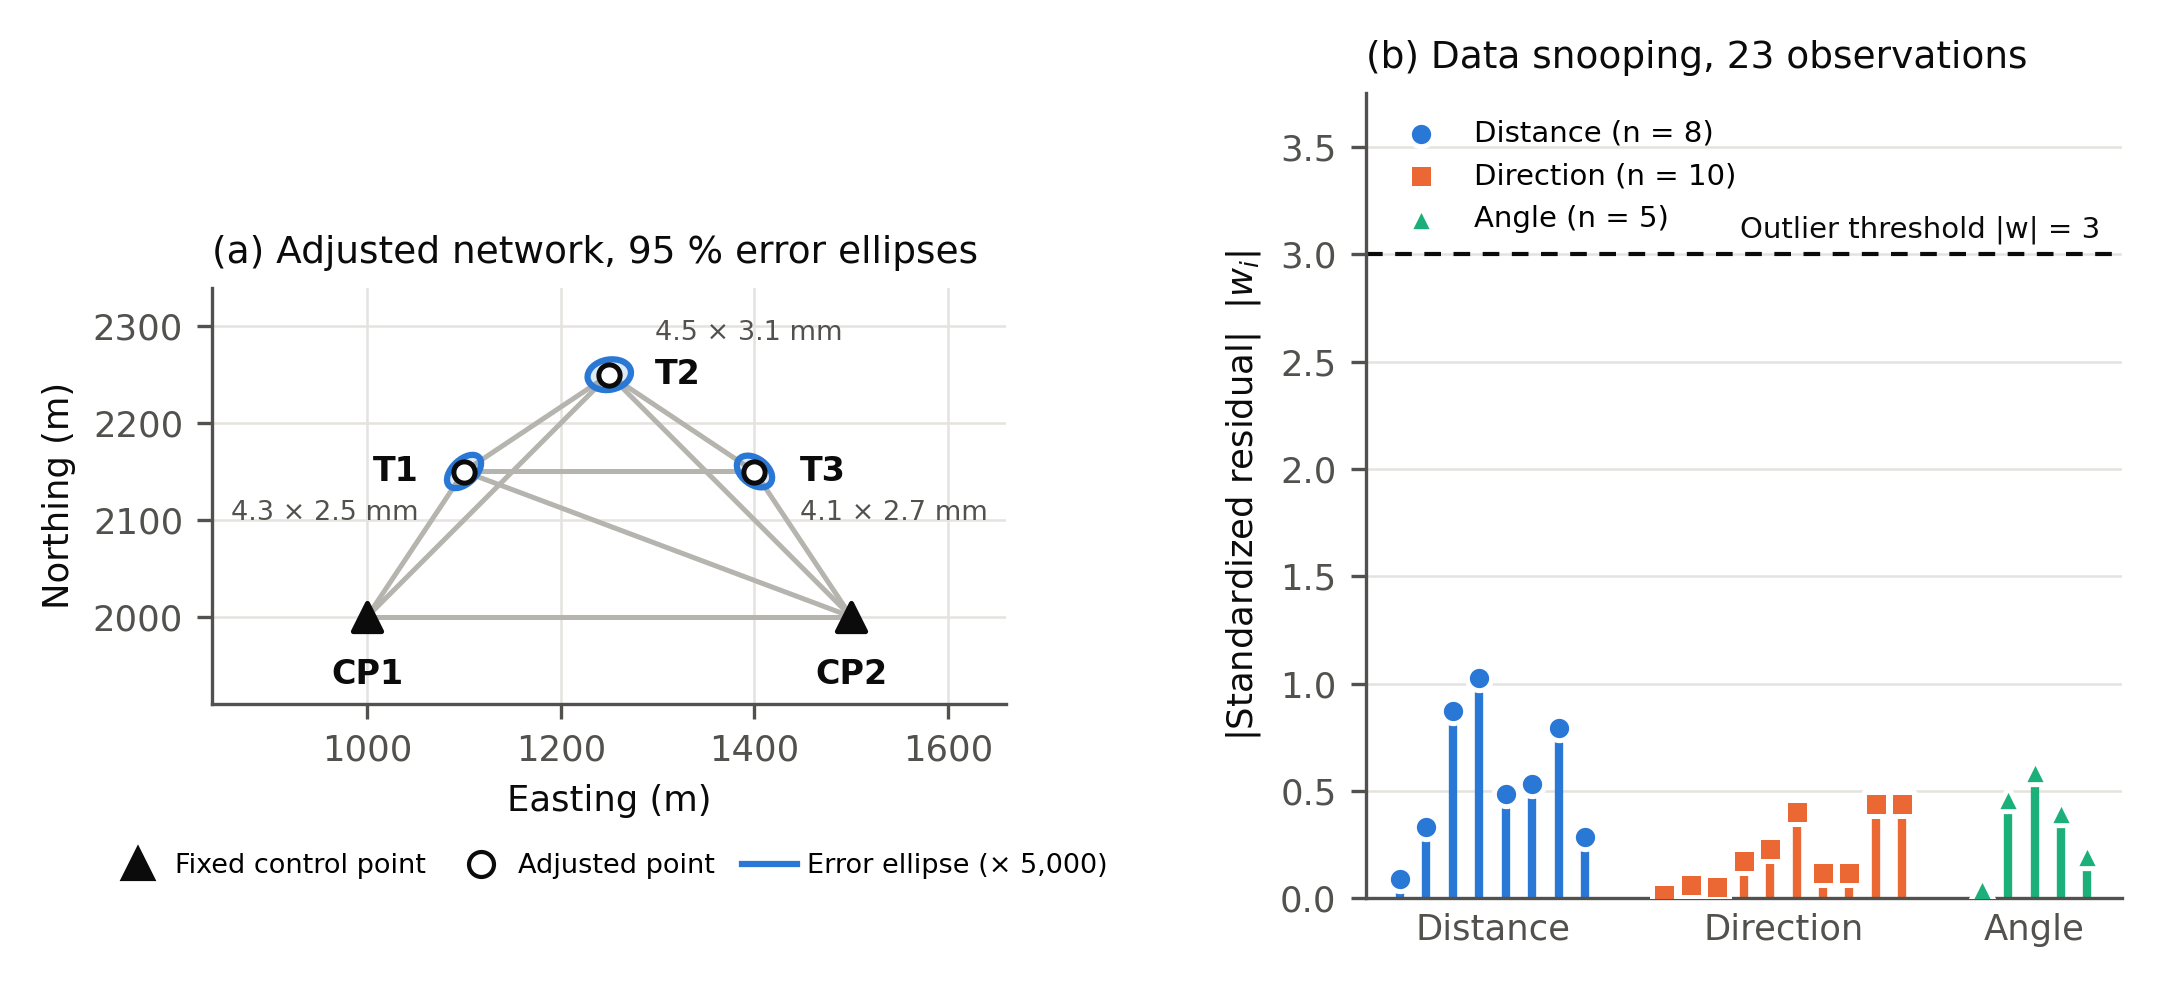 (a) Adjusted network, 95 % error ellipses
Northing (m)
2300
2200
2100
2000
4.5 × 3.1 mm
T2
T1
T3
4.3 × 2.5 mm
4.1 × 2.7 mm
CP1
CP2
1000 1200 1400 1600
Easting (m)
Fixed control point
Adjusted point
Error ellipse (× 5,000)
(b) Data snooping, 23 observations
|Standardized residual| |wᵢ|
3.5
3.0
2.5
2.0
1.5
1.0
0.5
0.0
Distance (n = 8)
Direction (n = 10)
Angle (n = 5)
Outlier threshold |w| = 3
Distance Direction Angle